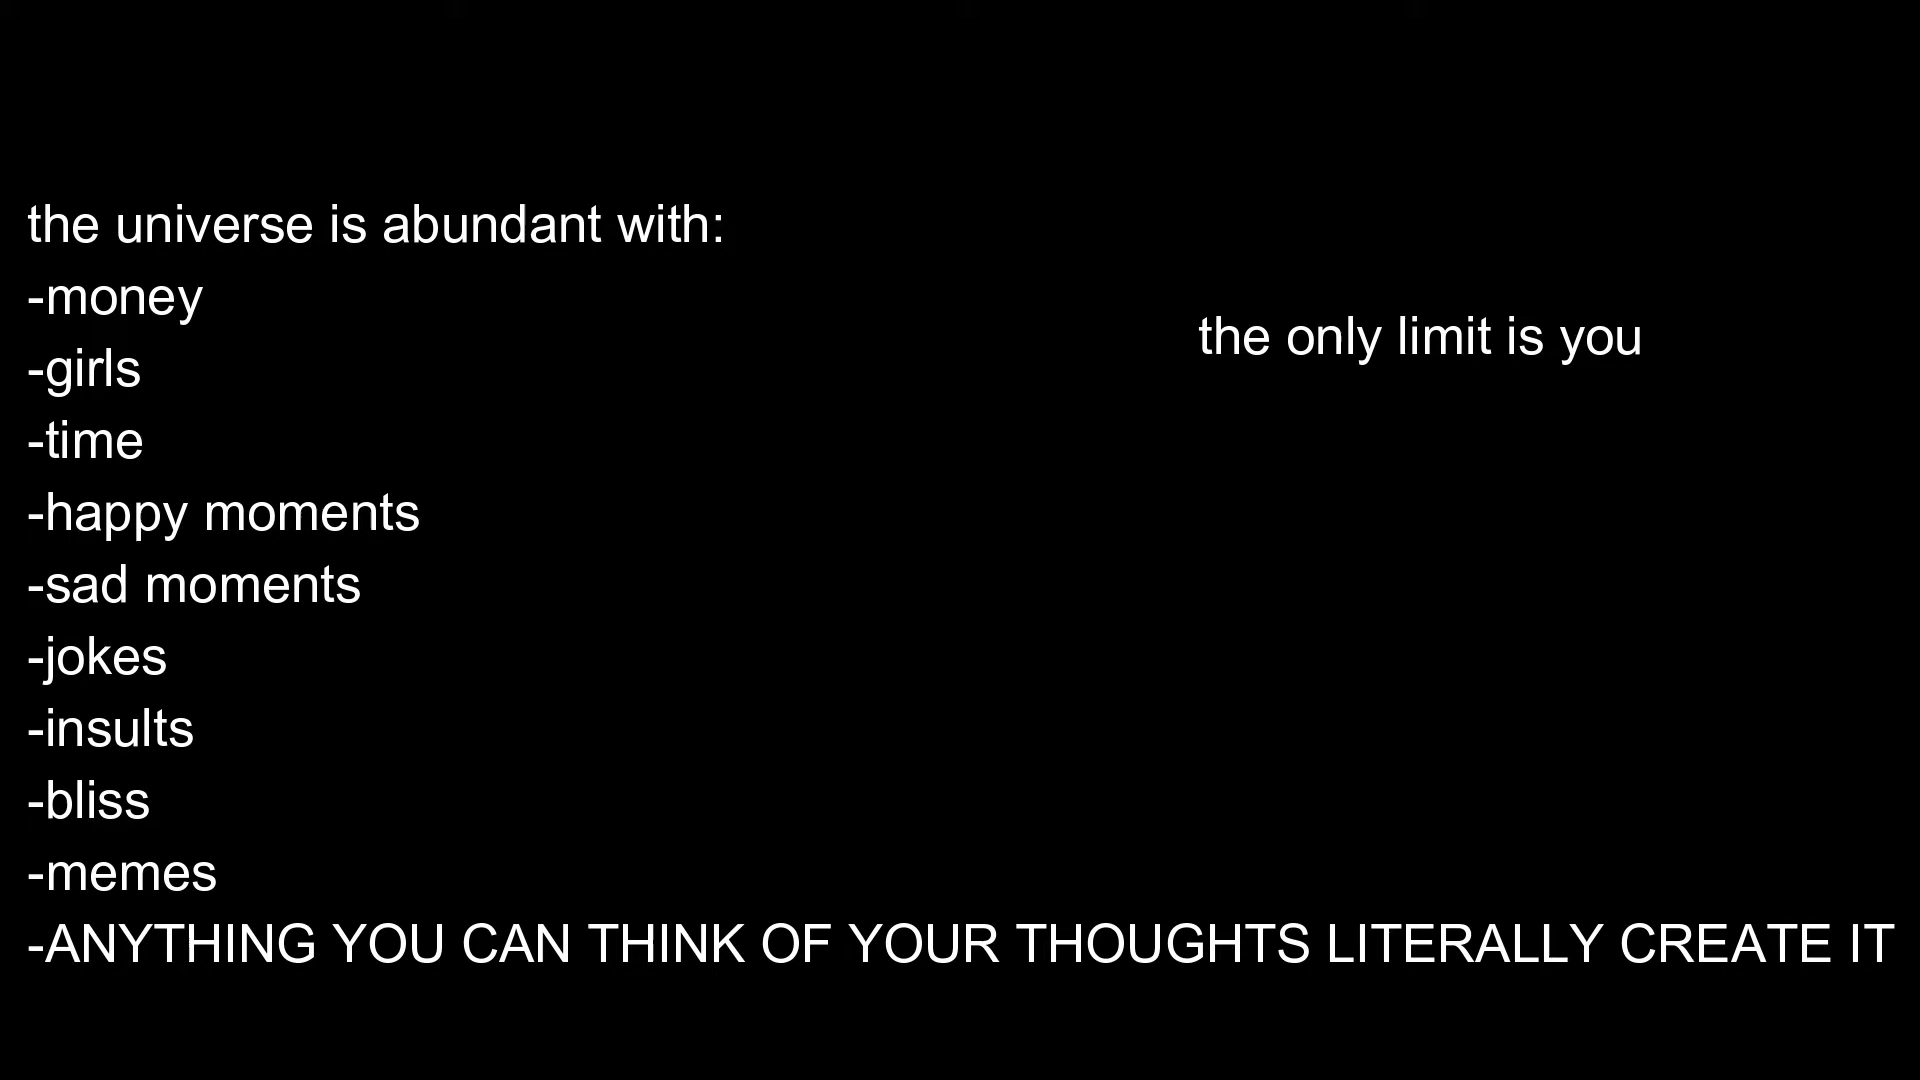 the universe is abundant with:
-money
-girls
-time
-happy moments
-sad moments
-jokes
-insults
-bliss
-memes
-ANYTHING YOU CAN THINK OF YOUR THOUGHTS LITERALLY CREATE IT
the only limit is you